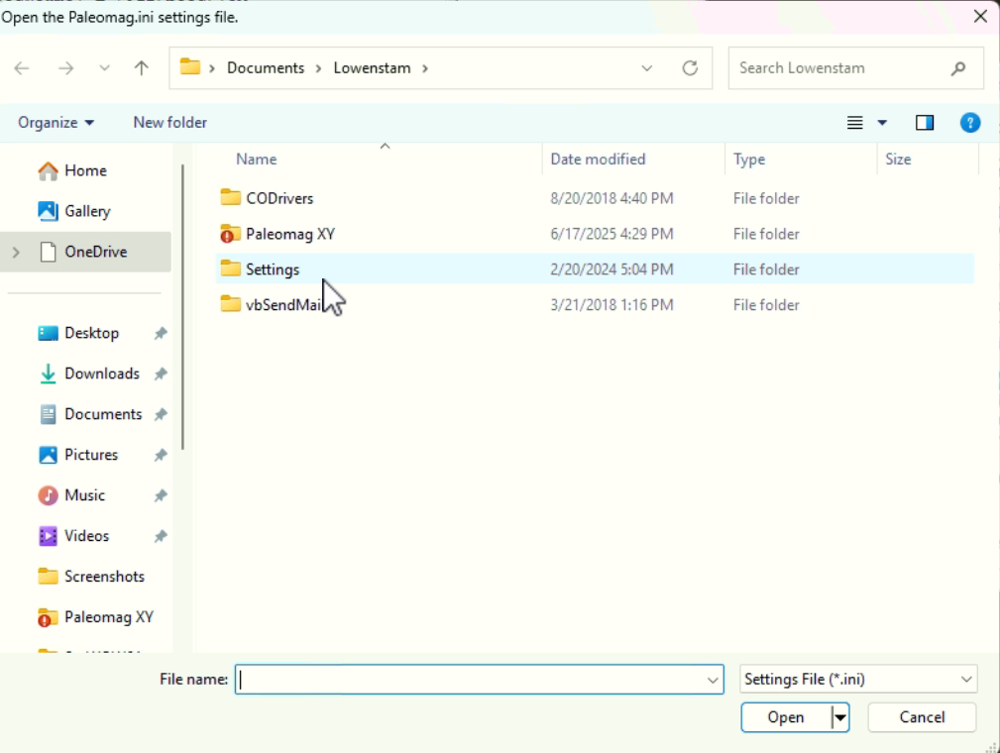 Open the Paleomag.ini settings file.
Documents > Lowenstam >
Search Lowenstam
Organize
New folder
Name
Date modified
Type
Size
Home
Gallery
OneDrive
Desktop
Downloads
Documents
Pictures
Music
Videos
Screenshots
Paleomag XY
CODrivers 8/20/2018 4:40 PM File folder
Paleomag XY 6/17/2025 4:29 PM File folder
Settings 2/20/2024 5:04 PM File folder
vbSendMai 3/21/2018 1:16 PM File folder
File name:
Settings File (*.ini)
Open
Cancel